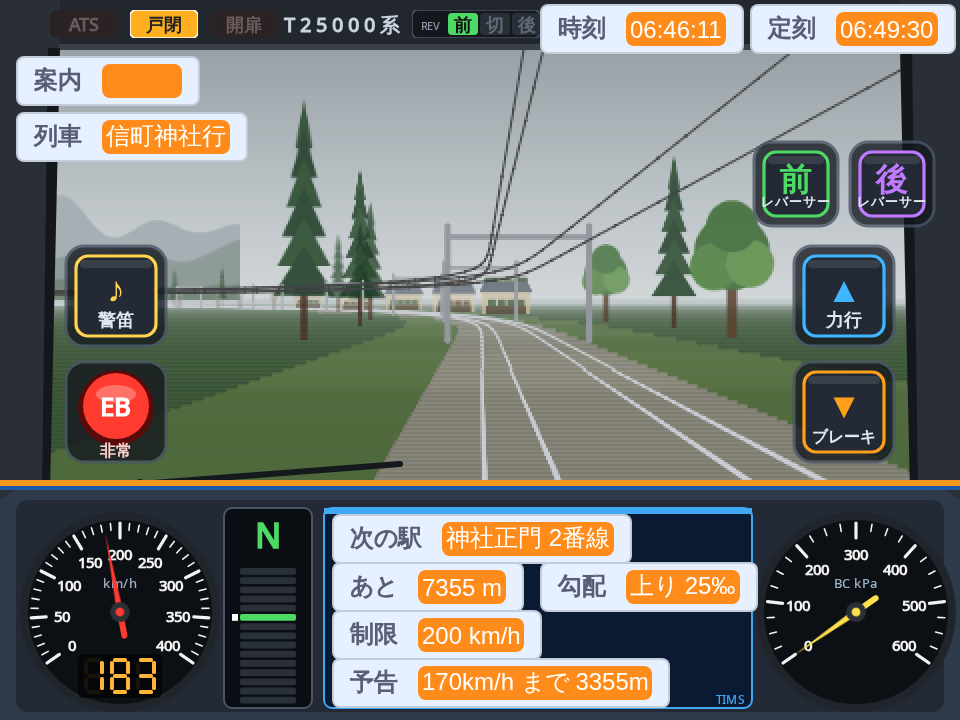 ATS 戸閉 開扉 T25000系 REV 前 切 後
時刻 06:46:11 定刻 06:49:30
案内
列車 信町神社行
前 レバーサー
後 レバーサー
♪ 警笛
▲ 力行
EB 非常
▼ ブレーキ
0 50 100 150 200 250 300 350 400
km/h
183
N
次の駅 神社正門 2番線
あと 7355 m 勾配 上り 25‰
制限 200 km/h
予告 170km/h まで 3355m
TIMS
0 100 200 300 400 500 600
BC kPa